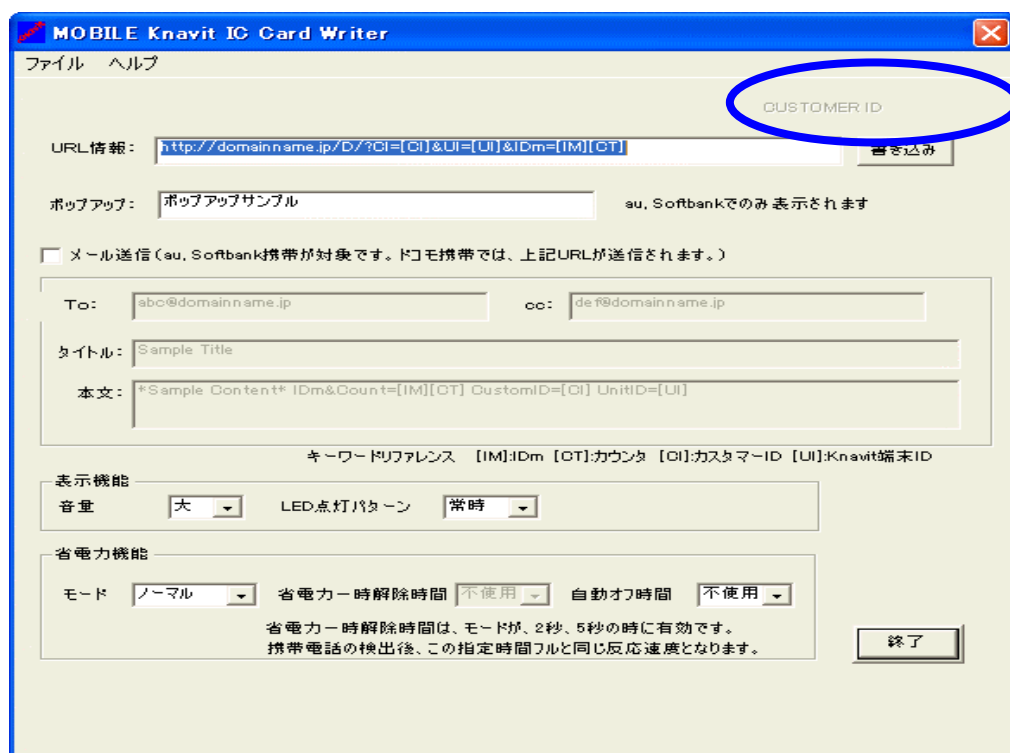 MOBILE Knavit IC Card Writer
ファイル ヘルプ
CUSTOMER ID
URL情報： http://domainname.jp/D/?CI=[CI]&UI=[UI]&IDm=[IM][CT] 書き込み
ポップアップ： ポップアップサンプル au, Softbankでのみ表示されます
メール送信（au, Softbank携帯が対象です。ドコモ携帯では、上記URLが送信されます。）
To： abc@domainname.jp cc： def@domainname.jp
タイトル： Sample Title
本文： *Sample Content* IDm&Count=[IM][CT] CustomID=[CI] UnitID=[UI]
キーワードリファレンス [IM]:IDm [CT]:カウンタ [CI]:カスタマーID [UI]:Knavit端末ID
表示機能
音量 大 LED点灯パターン 常時
省電力機能
モード ノーマル 省電力一時解除時間 不使用 自動オフ時間 不使用
省電力一時解除時間は、モードが、2秒、5秒の時に有効です。
携帯電話の検出後、この指定時間フルと同じ反応速度となります。
終了